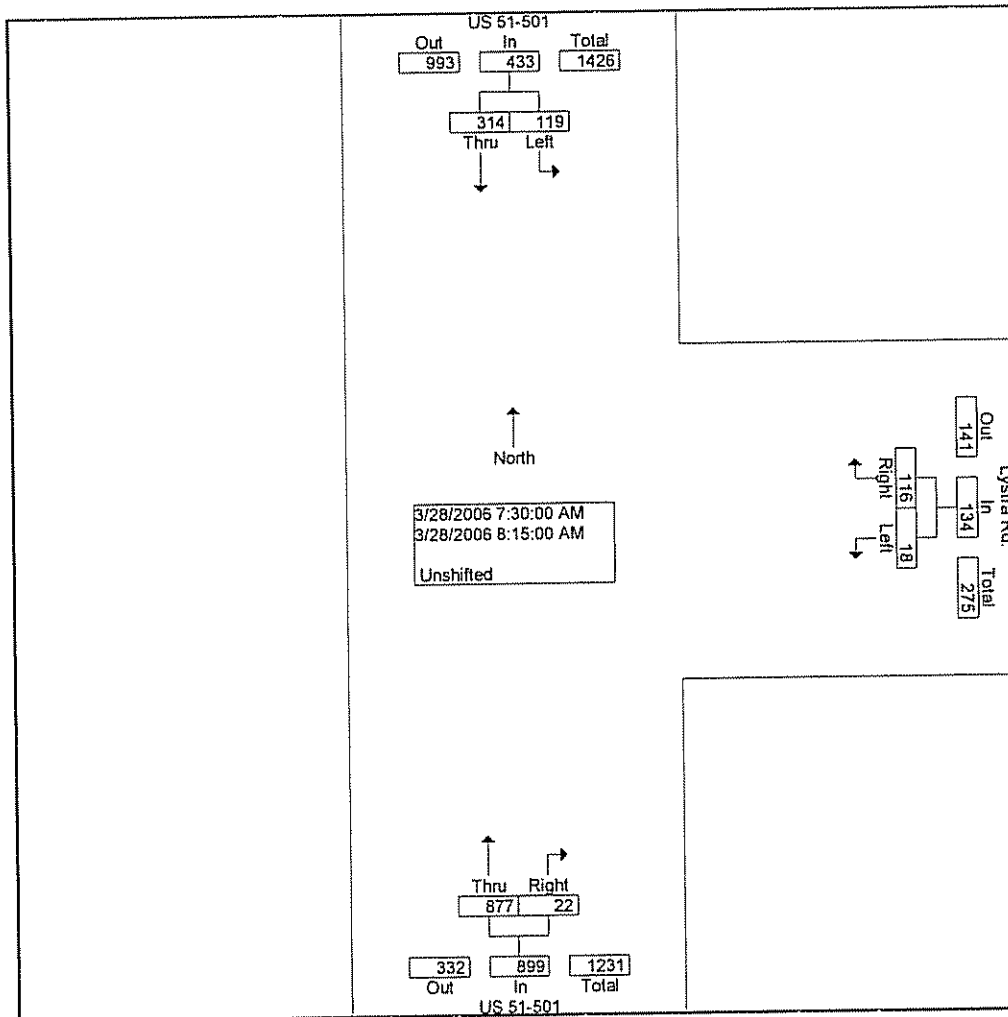 US 51-501
Out In Total
993 433 1426
314 119
Thru Left
North
3/28/2006 7:30:00 AM
3/28/2006 8:15:00 AM
Unshifted
Out In Total
141 134 275
116 18
Right Left
Rd.
Thru Right
877 22
332 899 1231
Out In Total
US 51-501